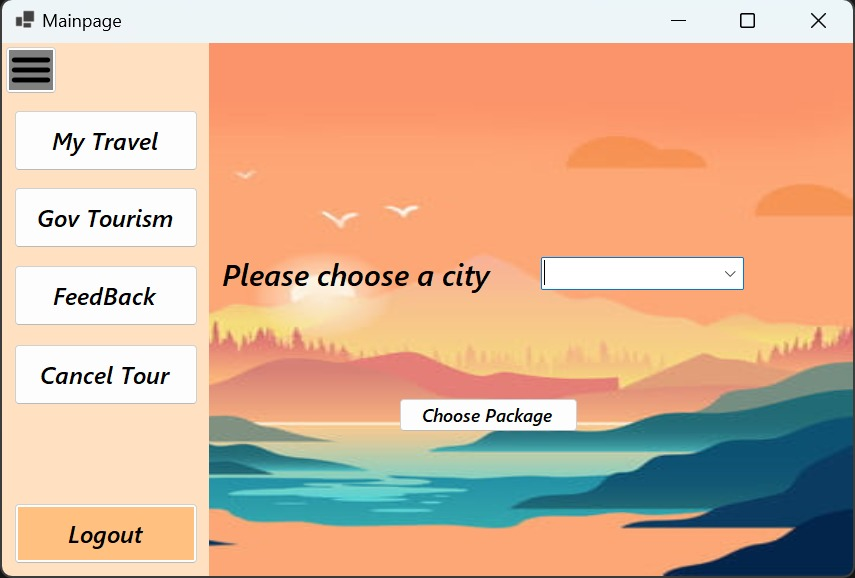 Mainpage
My Travel
Gov Tourism
FeedBack
Cancel Tour
Logout
Please choose a city
Choose Package